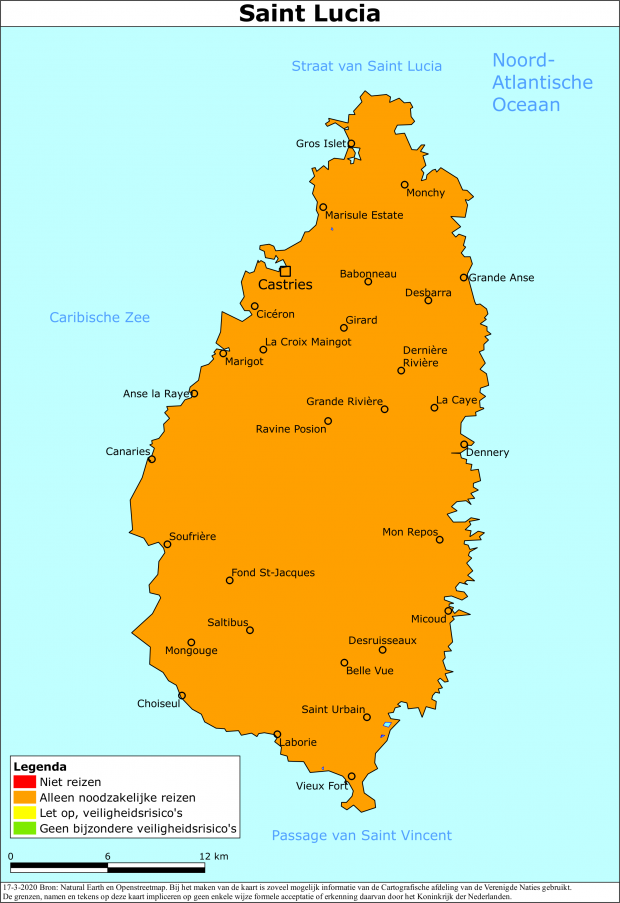 Saint Lucia
Straat van Saint Lucia
Noord-
Atlantische
Oceaan
Gros Islet
Monchy
Marisule Estate
Babonneau
Grande Anse
Castries
Desbarra
Cicéron
Caribische Zee
Girard
La Croix Maingot
Dernière
Rivière
Marigot
Anse la Raye
Grande Rivière
La Caye
Ravine Posion
Canaries
Dennery
Soufrière
Mon Repos
Fond St-Jacques
Micoud
Saltibus
Desruisseaux
Mongouge
Belle Vue
Choiseul
Saint Urbain
Laborie
Vieux Fort
Legenda
Niet reizen
Alleen noodzakelijke reizen
Let op, veiligheidsrisico's
Geen bijzondere veiligheidsrisico's
Passage van Saint Vincent
0 6 12 km
17-3-2020 Bron: Natural Earth en Openstreetmap. Bij het maken van de kaart is zoveel mogelijk informatie van de Cartografische afdeling van de Verenigde Naties gebruikt.
De grenzen, namen en tekens op deze kaart impliceren op geen enkele wijze formele acceptatie of erkenning daarvan door het Koninkrijk der Nederlanden.